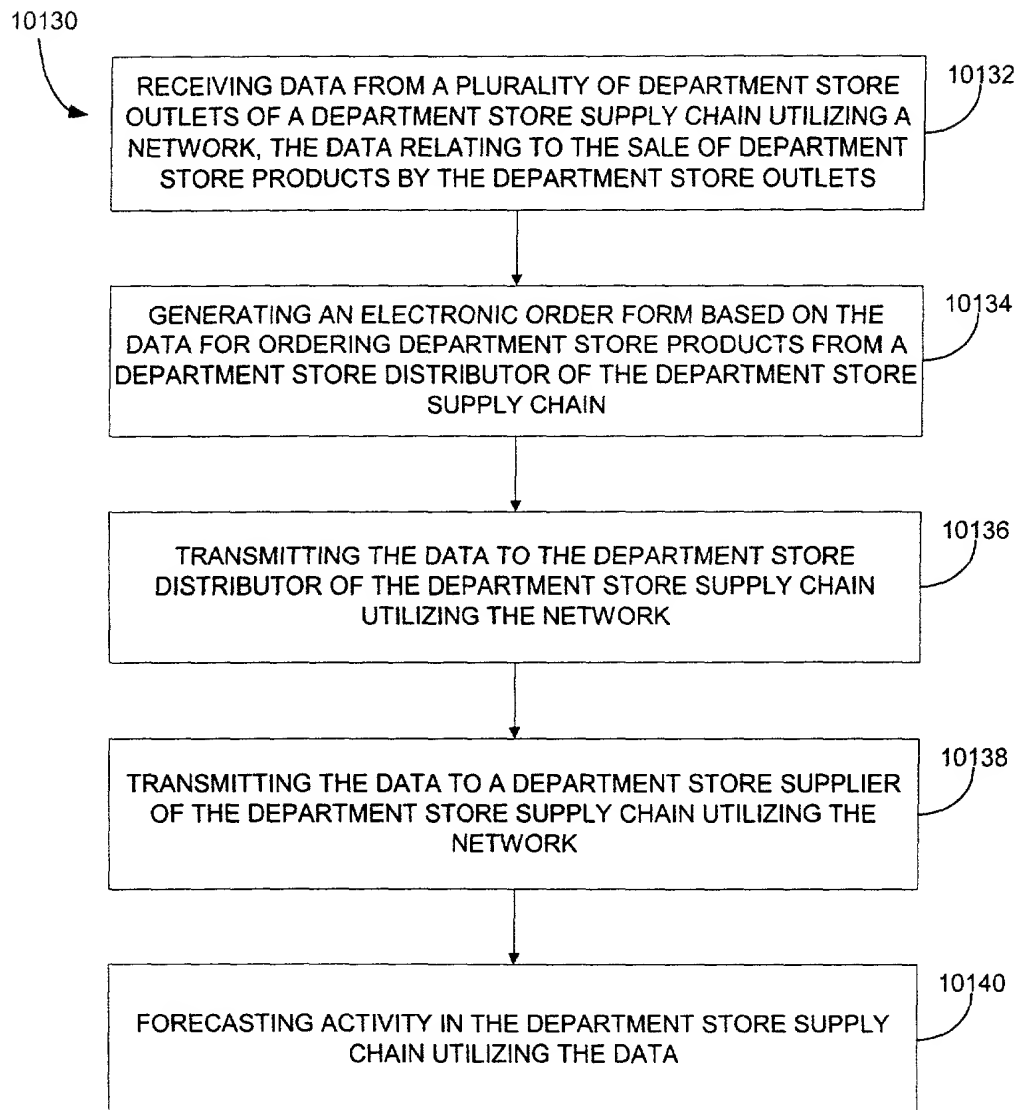 10130
RECEIVING DATA FROM A PLURALITY OF DEPARTMENT STORE
OUTLETS OF A DEPARTMENT STORE SUPPLY CHAIN UTILIZING A
NETWORK, THE DATA RELATING TO THE SALE OF DEPARTMENT
STORE PRODUCTS BY THE DEPARTMENT STORE OUTLETS
10132
GENERATING AN ELECTRONIC ORDER FORM BASED ON THE
DATA FOR ORDERING DEPARTMENT STORE PRODUCTS FROM A
DEPARTMENT STORE DISTRIBUTOR OF THE DEPARTMENT STORE
SUPPLY CHAIN
10134
TRANSMITTING THE DATA TO THE DEPARTMENT STORE
DISTRIBUTOR OF THE DEPARTMENT STORE SUPPLY CHAIN
UTILIZING THE NETWORK
10136
TRANSMITTING THE DATA TO A DEPARTMENT STORE SUPPLIER
OF THE DEPARTMENT STORE SUPPLY CHAIN UTILIZING THE
NETWORK
10138
FORECASTING ACTIVITY IN THE DEPARTMENT STORE SUPPLY
CHAIN UTILIZING THE DATA
10140